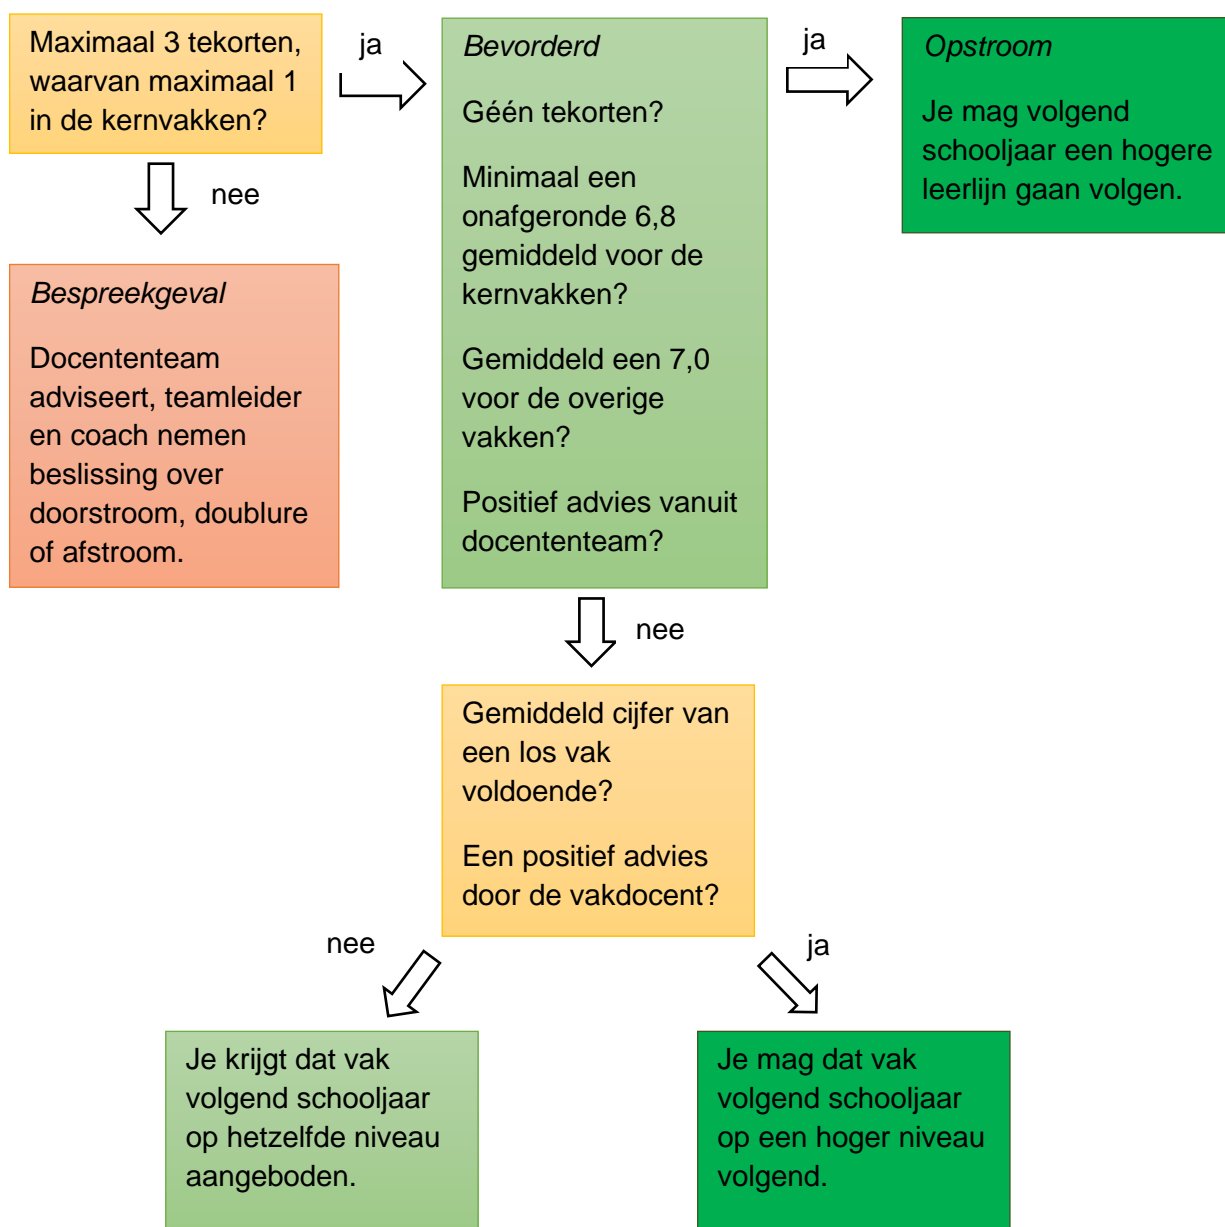 Maximaal 3 tekorten,
waarvan maximaal 1
in de kernvakken?
ja
Bevorderd
Géén tekorten?
Minimaal een
onafgeronde 6,8
gemiddeld voor de
kernvakken?
Gemiddeld een 7,0
voor de overige
vakken?
Positief advies vanuit
docententeam?
ja
Opstroom
Je mag volgend
schooljaar een hogere
leerlijn gaan volgen.
nee
Bespreekgeval
Docententeam
adviseert, teamleider
en coach nemen
beslissing over
doorstroom, doublure
of afstroom.
nee
Gemiddeld cijfer van
een los vak
voldoende?
Een positief advies
door de vakdocent?
nee
ja
Je krijgt dat vak
volgend schooljaar
op hetzelfde niveau
aangeboden.
Je mag dat vak
volgend schooljaar
op een hoger niveau
volgend.